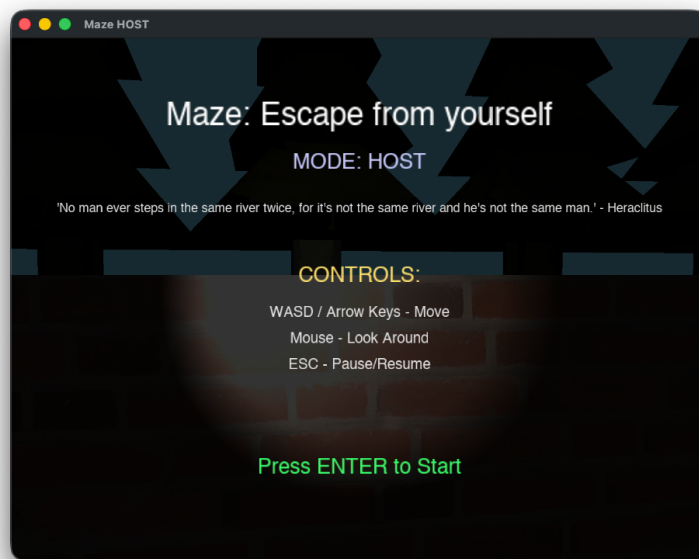 Maze HOST
Maze: Escape from yourself
MODE: HOST
'No man ever steps in the same river twice, for it's not the same river and he's not the same man.' - Heraclitus
CONTROLS:
WASD / Arrow Keys - Move
Mouse - Look Around
ESC - Pause/Resume
Press ENTER to Start